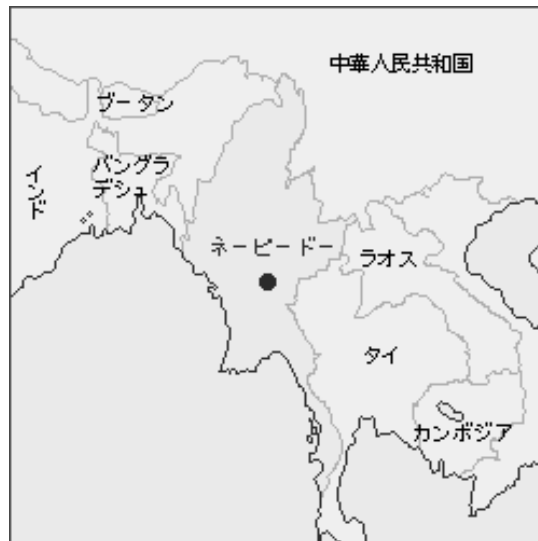 中華人民共和国
ブータン
バングラ
デシュ
インド
ネーピードー
ラオス
タイ
カンボジア